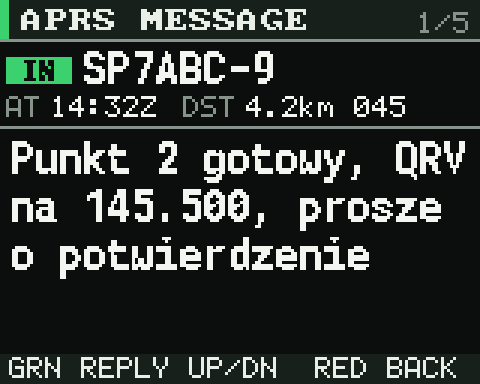 APRS MESSAGE 1/5
IN SP7ABC-9
AT 14:32Z DST 4.2km 045
Punkt 2 gotowy, QRV
na 145.500, prosze
o potwierdzenie
GRN REPLY UP/DN RED BACK